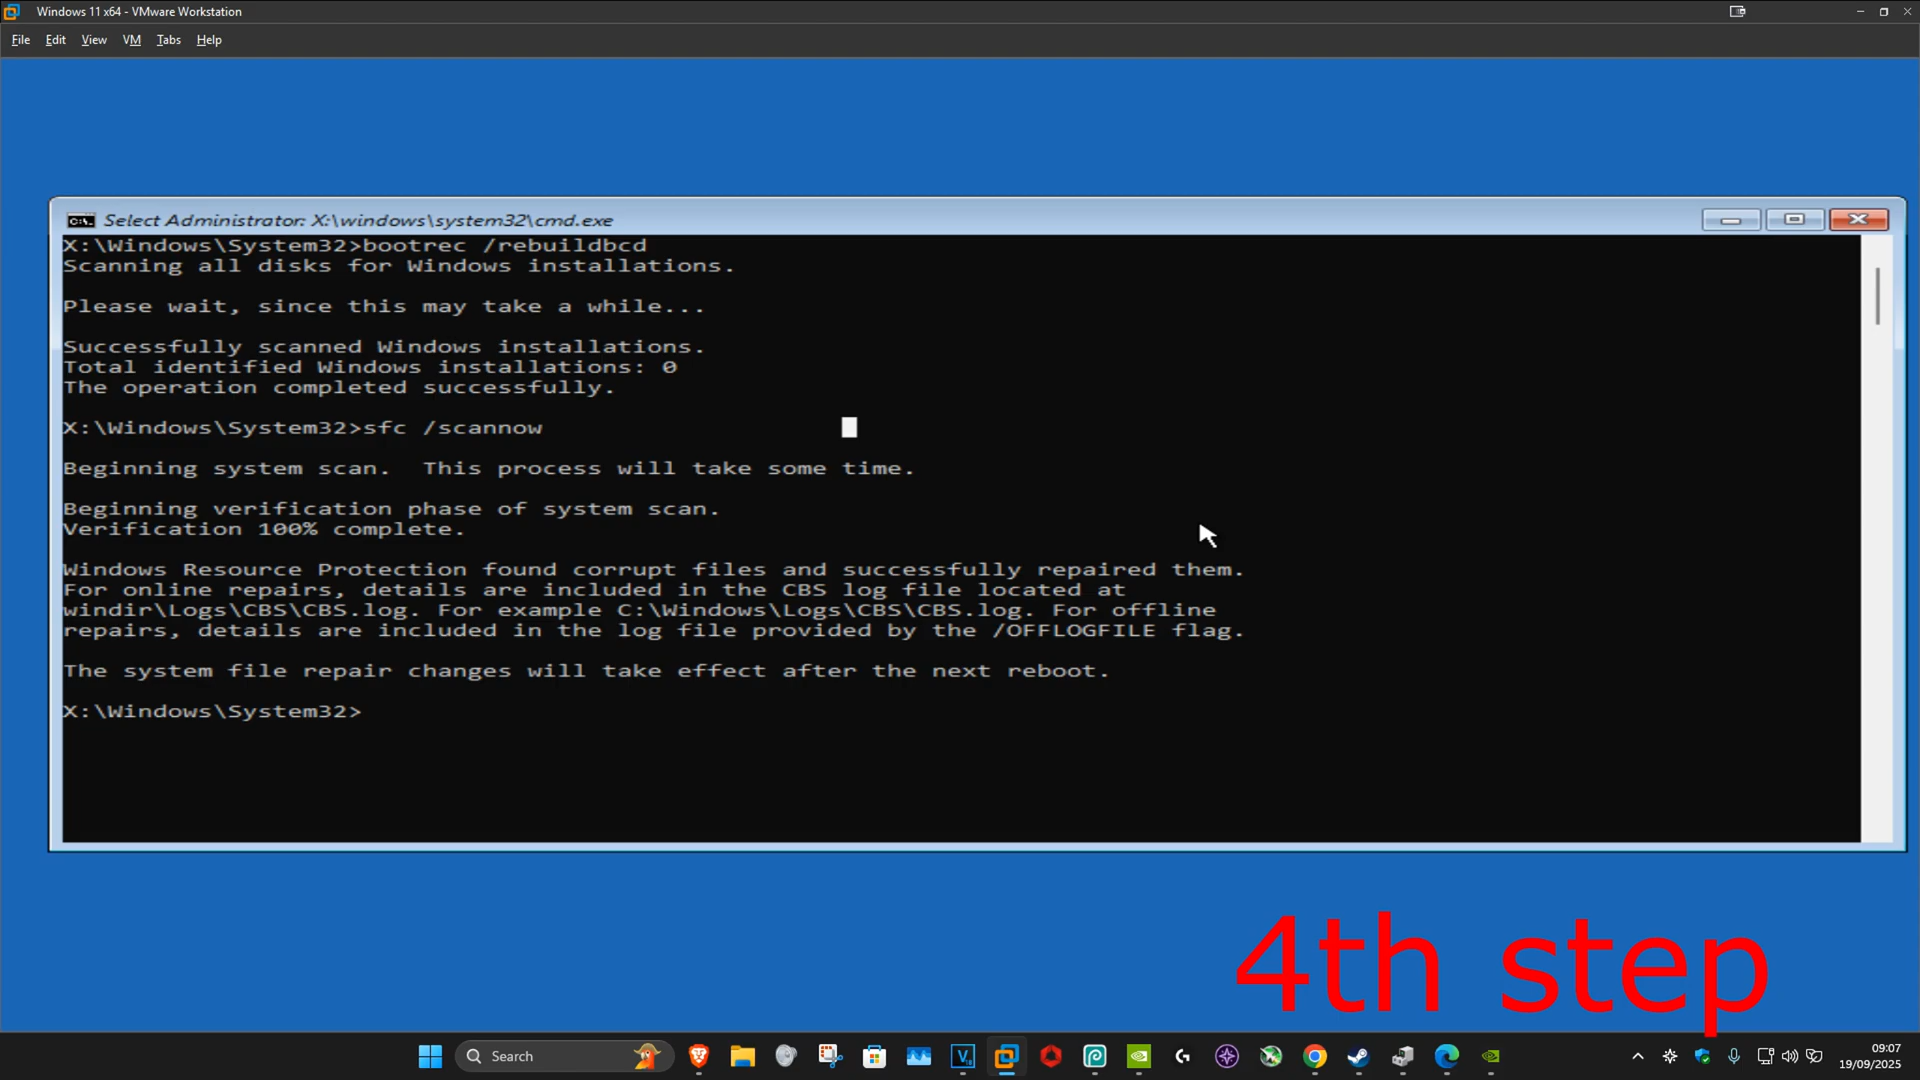 Windows 11 x64 - VMware Workstation
File Edit View VM Tabs Help
Select Administrator: X:\windows\system32\cmd.exe
X:\Windows\System32>bootrec /rebuildbcd
Scanning all disks for Windows installations.
Please wait, since this may take a while...
Successfully scanned Windows installations.
Total identified Windows installations: 0
The operation completed successfully.
X:\Windows\System32>sfc /scannow
Beginning system scan.  This process will take some time.
Beginning verification phase of system scan.
Verification 100% complete.
Windows Resource Protection found corrupt files and successfully repaired them.
For online repairs, details are included in the CBS log file located at
windir\Logs\CBS\CBS.log. For example C:\Windows\Logs\CBS\CBS.log. For offline
repairs, details are included in the log file provided by the /OFFLOGFILE flag.
The system file repair changes will take effect after the next reboot.
X:\Windows\System32>
4th step
Search
09:07
19/09/2025